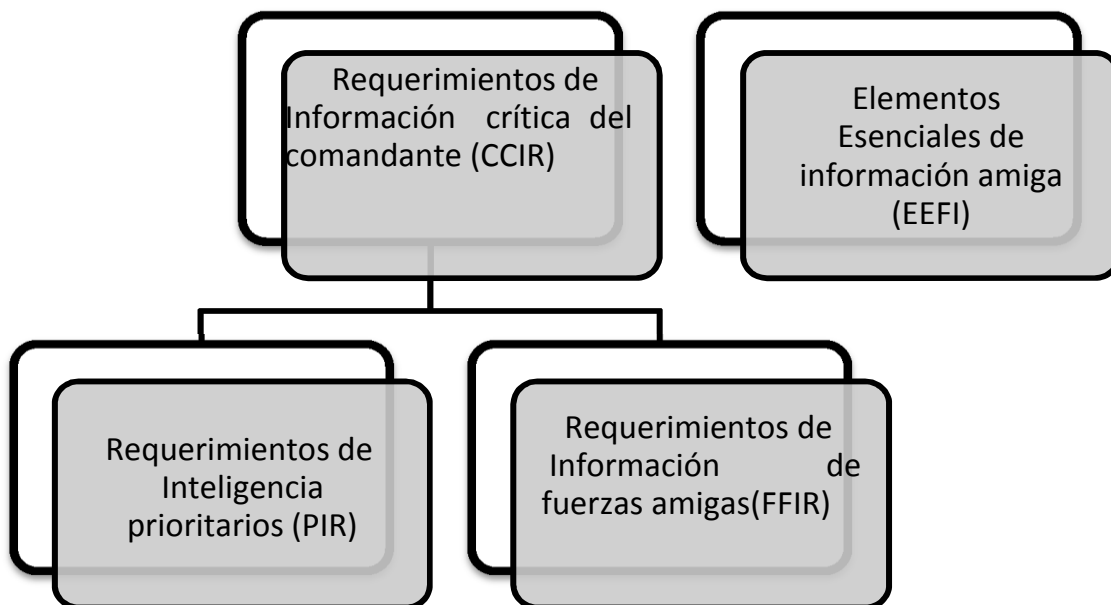 Requerimientos de
Información crítica del
comandante (CCIR)
Elementos
Esenciales de
información amiga
(EEFI)
Requerimientos de
Inteligencia
prioritarios (PIR)
Requerimientos de
Información de
fuerzas amigas(FFIR)